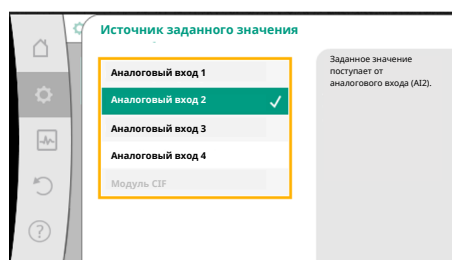 Источник заданного значения
Аналоговый вход 1
Аналоговый вход 2
Аналоговый вход 3
Аналоговый вход 4
Модуль CIF
Заданное значение
поступает от
аналогового входа (AI2).